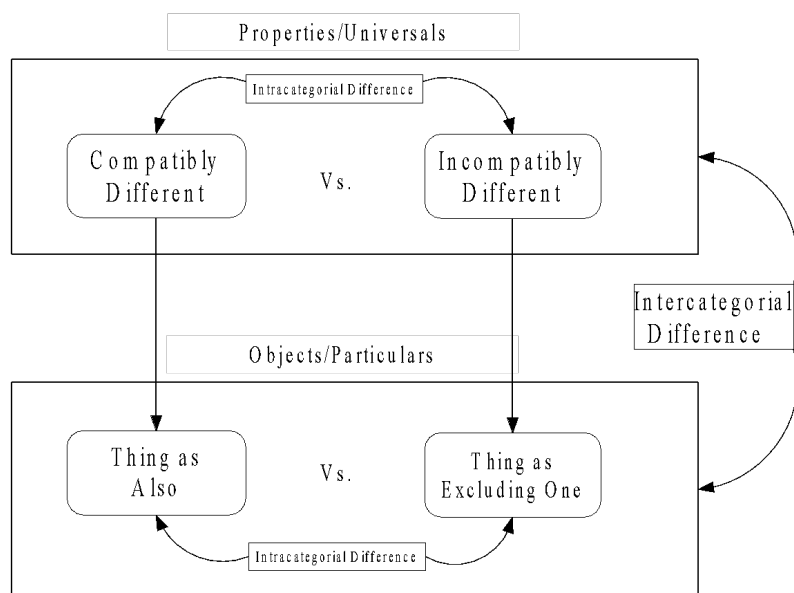 Properties/Universals
Intracategorial Difference
Compatibly
Different
Vs.
Incompatibly
Different
Intercategorial
Difference
Objects/Particulars
Thing as
Also
Vs.
Thing as
Excluding One
Intracategorial Difference